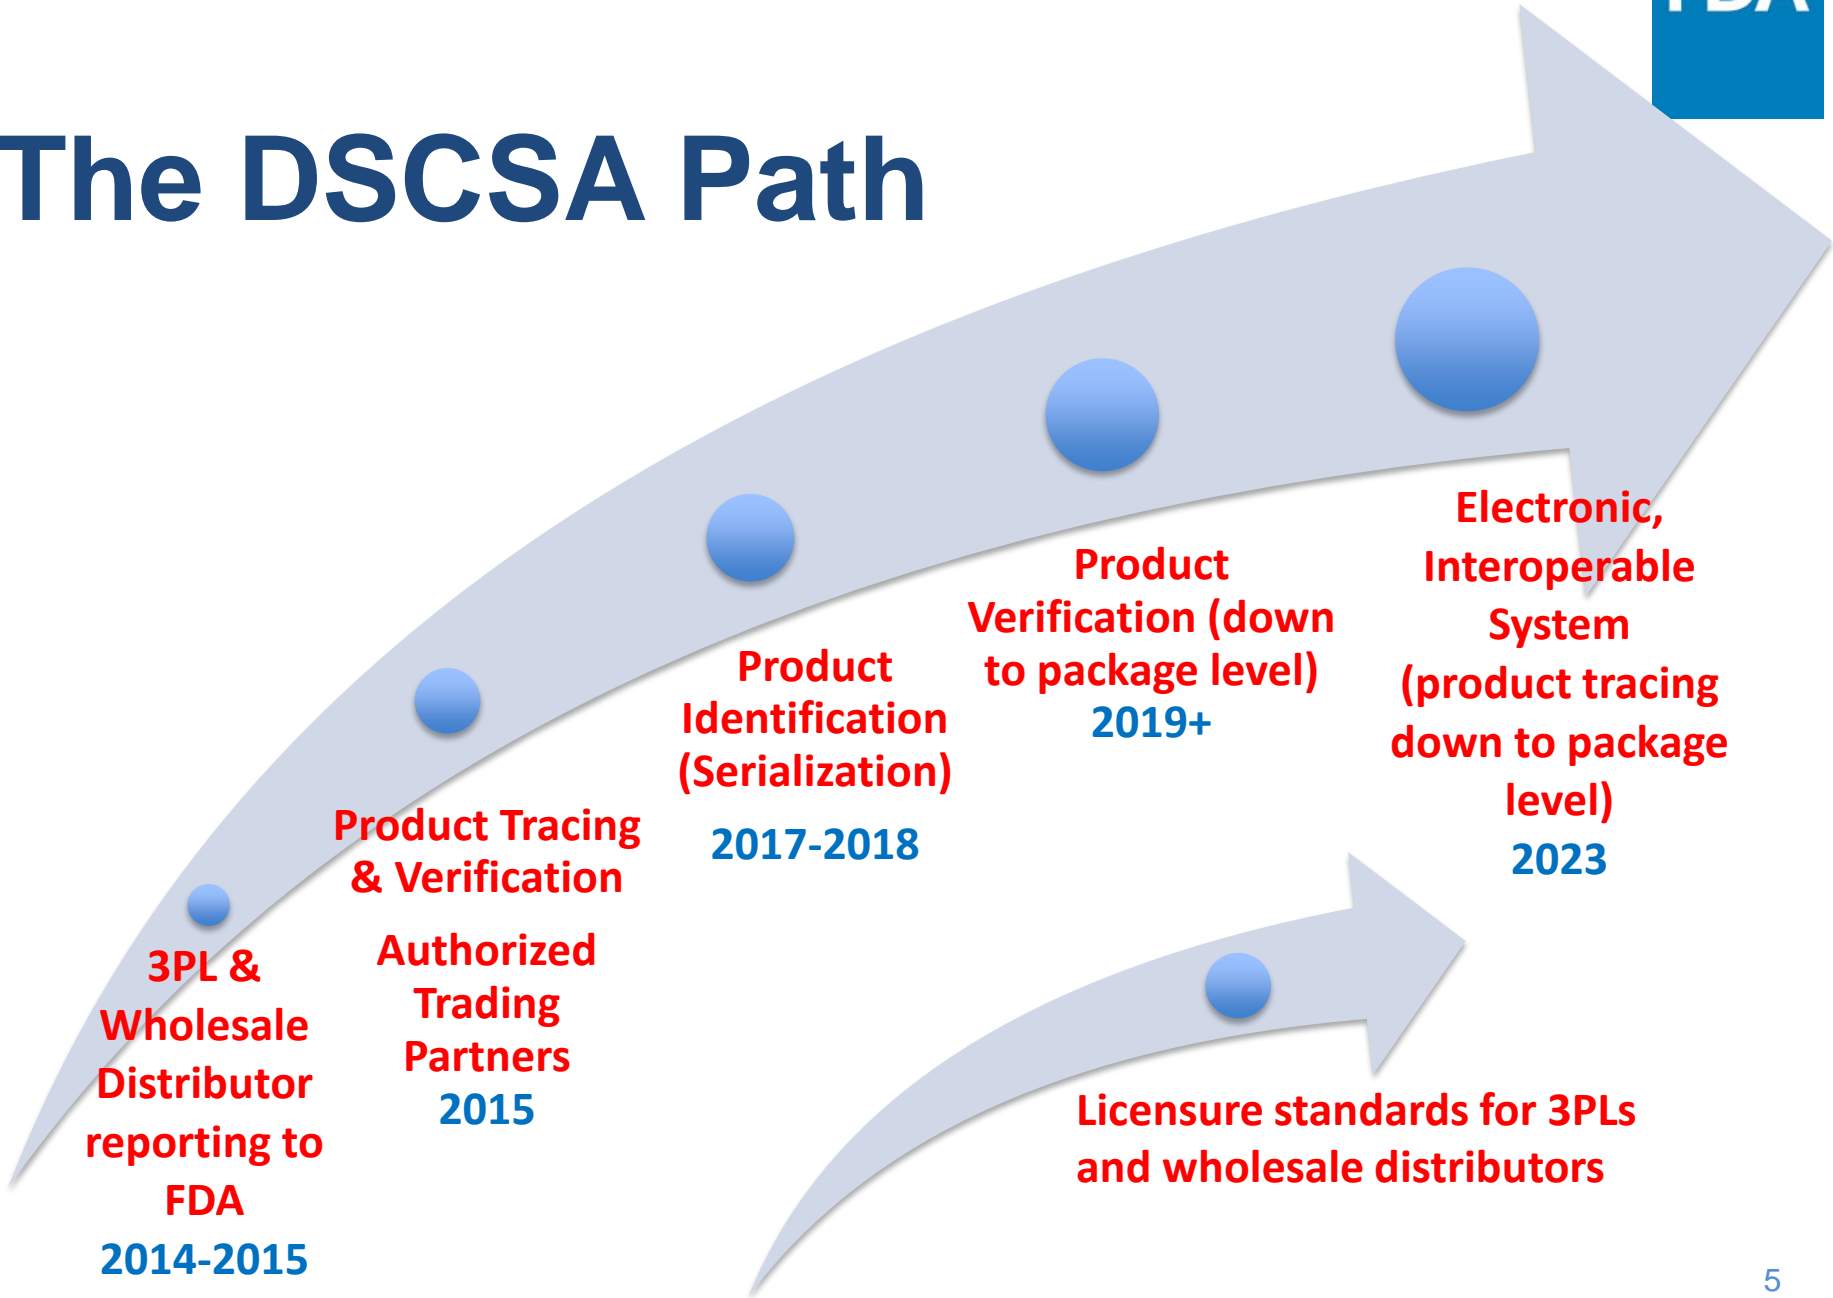 FDA
The DSCSA Path
3PL &
Wholesale
Distributor
reporting to
FDA
2014-2015
Product Tracing
& Verification
Authorized
Trading
Partners
2015
Product
Identification
(Serialization)
2017-2018
Product
Verification (down
to package level)
2019+
Electronic,
Interoperable
System
(product tracing
down to package
level)
2023
Licensure standards for 3PLs
and wholesale distributors
5